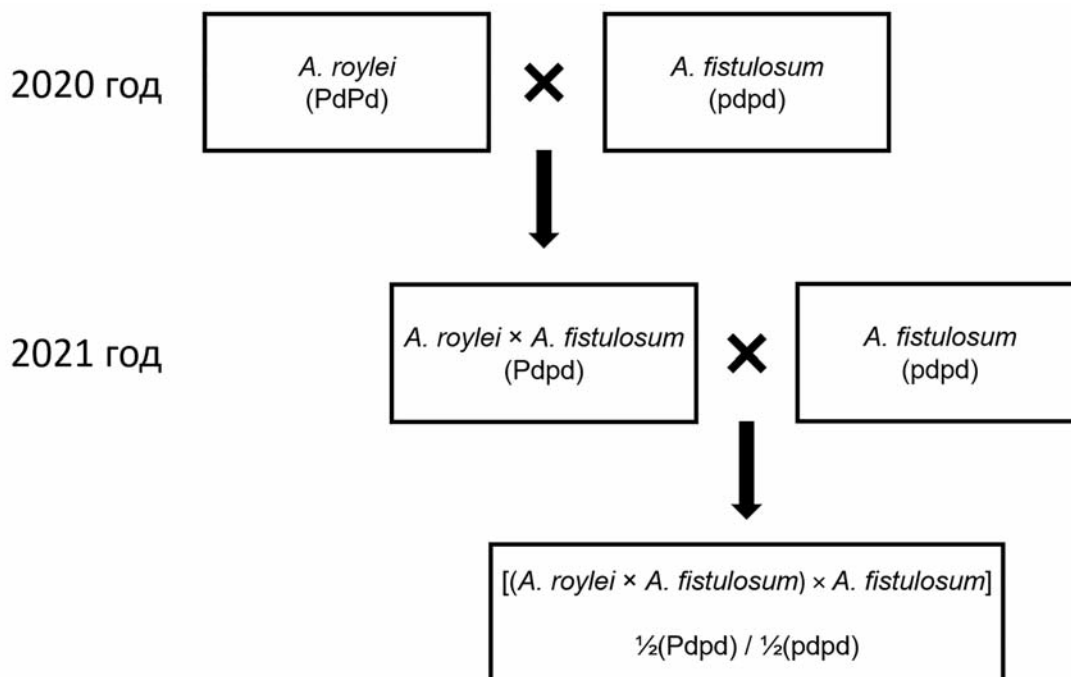 2020 год
A. roylei
(PdPd)
×
A. fistulosum
(pdpd)
2021 год
A. roylei × A. fistulosum
(Pdpd)
×
A. fistulosum
(pdpd)
[(A. roylei × A. fistulosum) × A. fistulosum]
½(Pdpd) / ½(pdpd)